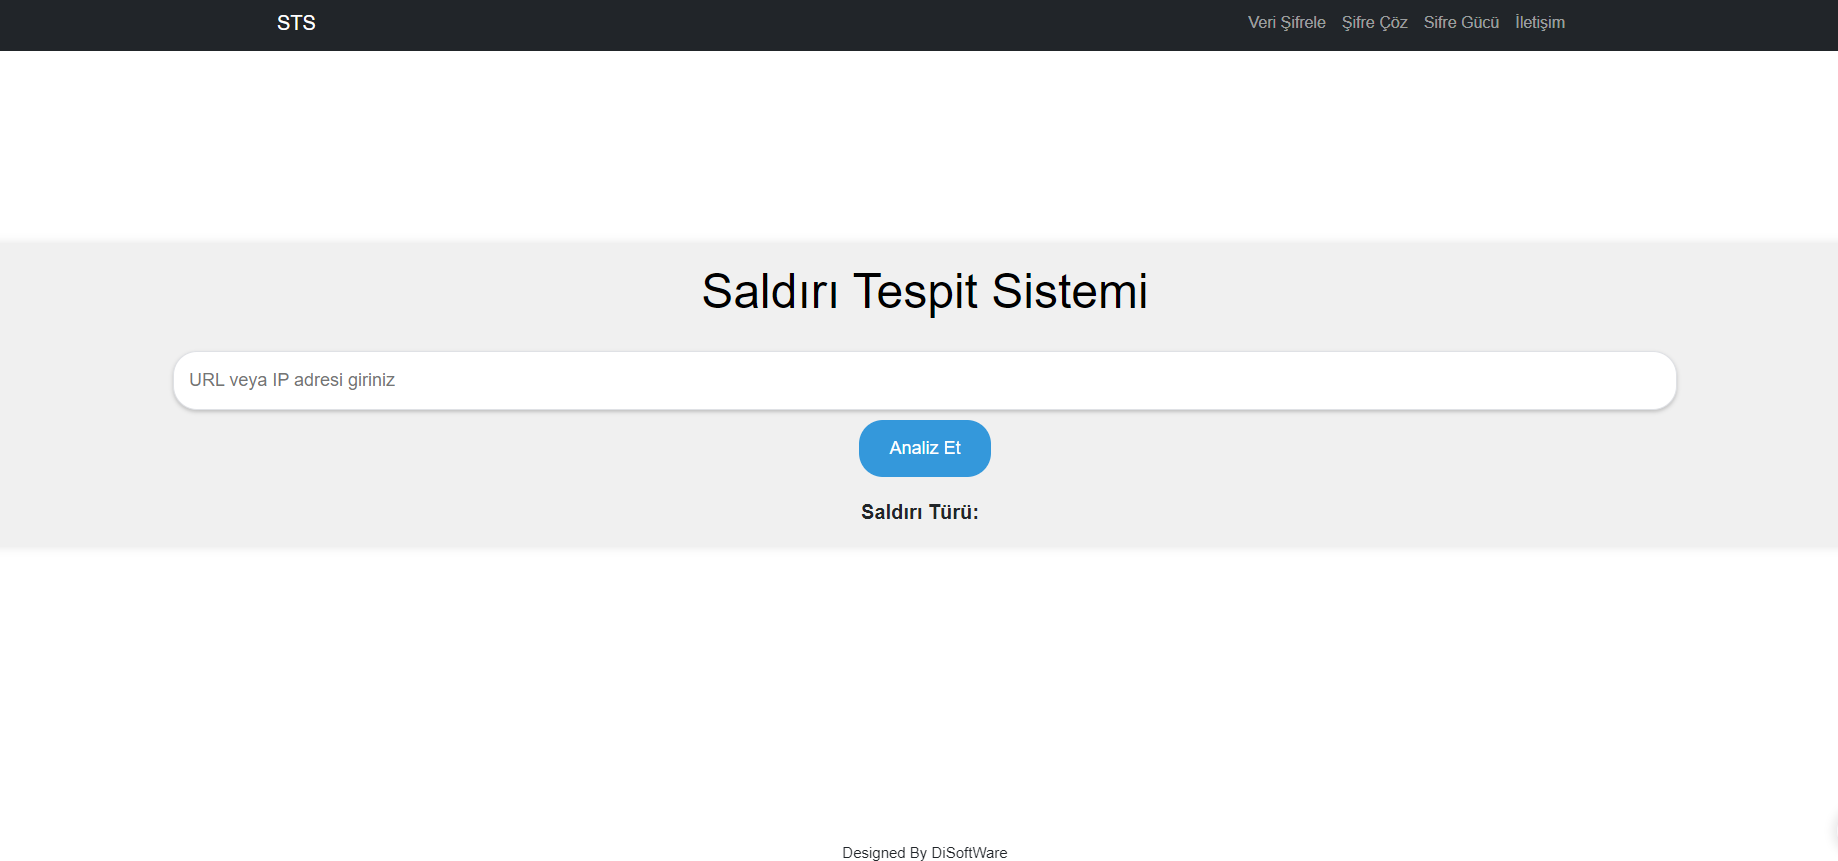 STS
Veri Şifrele Şifre Çöz Sifre Gücü İletişim
Saldırı Tespit Sistemi
URL veya IP adresi giriniz
Analiz Et
Saldırı Türü:
Designed By DiSoftWare